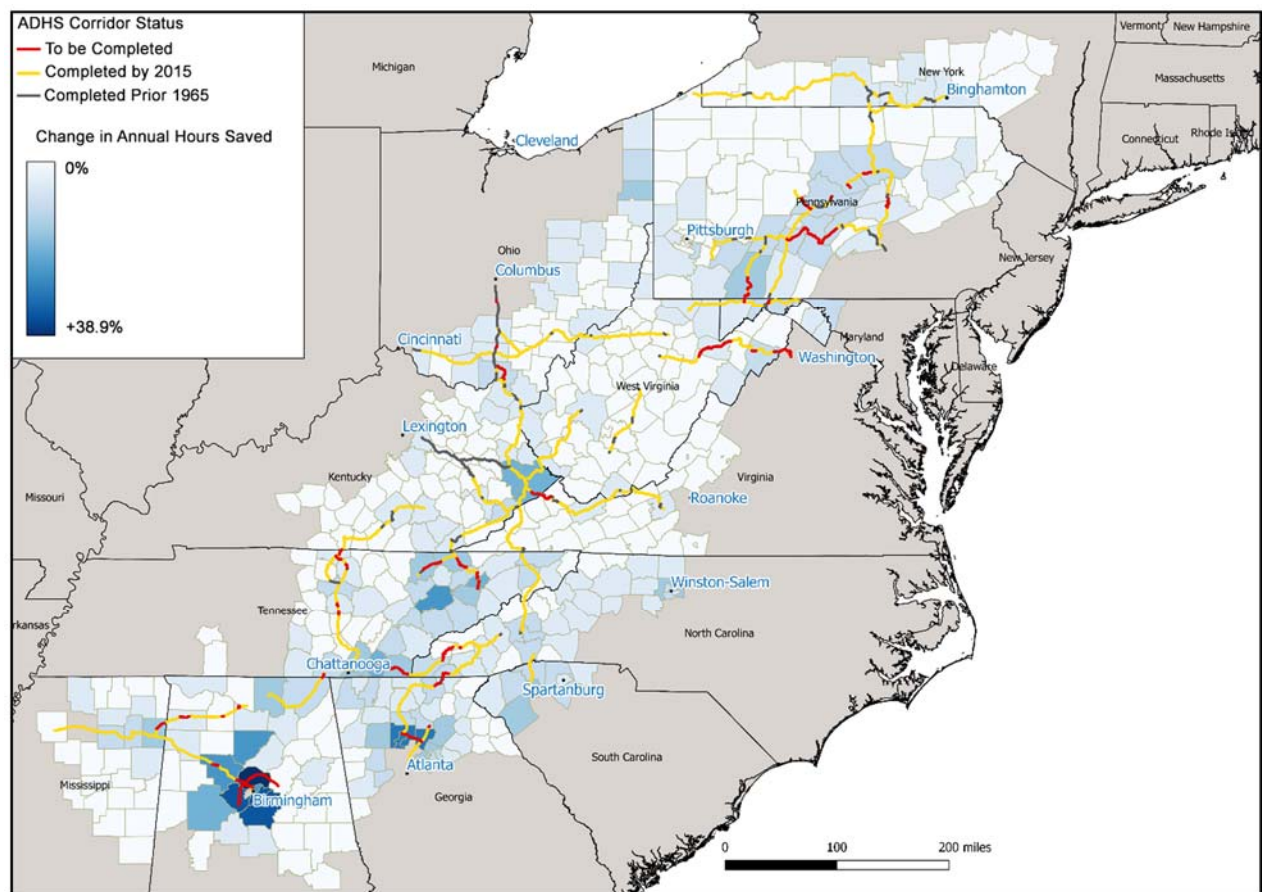 ADHS Corridor Status
To be Completed
Completed by 2015
Completed Prior 1965
Change in Annual Hours Saved
0%
+38.9%
Vermont
New Hampshire
Michigan
New York
Massachusetts
Binghamton
Connecticut
Rhode Island
Cleveland
Pennsylvania
Pittsburgh
Ohio
New Jersey
Columbus
Cincinnati
Maryland
Washington
Delaware
West Virginia
Lexington
Kentucky
Virginia
Missouri
Roanoke
Winston-Salem
Tennessee
arkansas
North Carolina
Chattanooga
Spartanburg
South Carolina
Atlanta
Mississippi
Birmingham
Georgia
0 100 200 miles